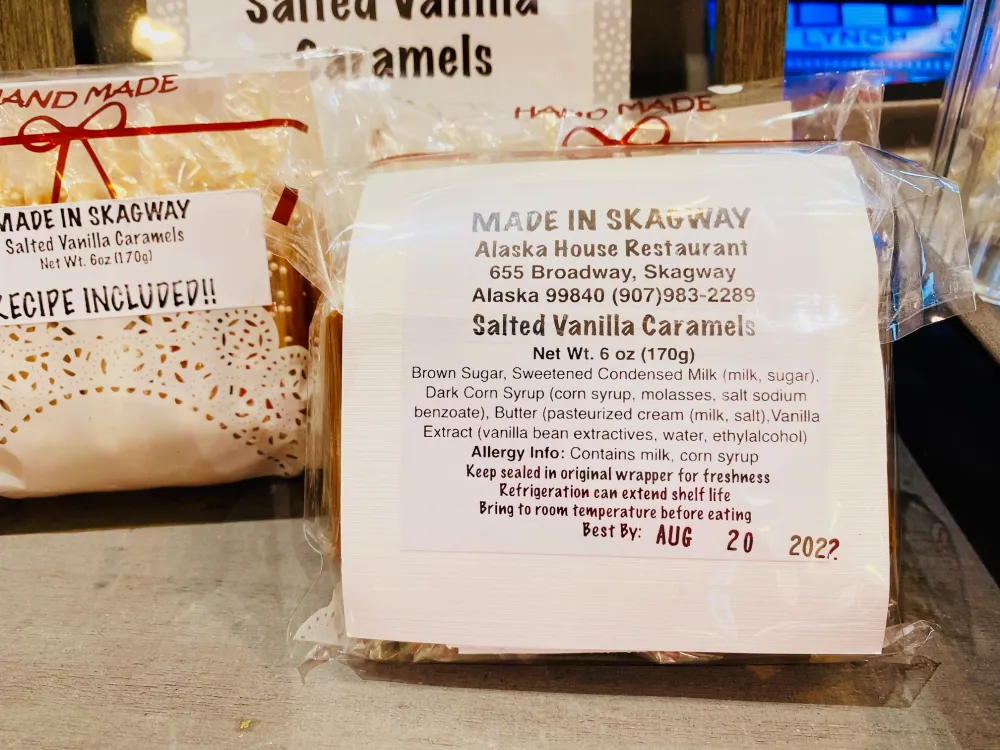 Salted Vanilla
Caramels
HAND MADE
MADE IN SKAGWAY
Salted Vanilla Caramels
Net Wt. 6oz (170g)
RECIPE INCLUDED!!
HAND MADE
MADE IN SKAGWAY
Alaska House Restaurant
655 Broadway, Skagway
Alaska 99840 (907)983-2289
Salted Vanilla Caramels
Net Wt. 6 oz (170g)
Brown Sugar, Sweetened Condensed Milk (milk, sugar),
Dark Corn Syrup (corn syrup, molasses, salt sodium
benzoate), Butter (pasteurized cream (milk, salt),Vanilla
Extract (vanilla bean extractives, water, ethylalcohol)
Allergy Info: Contains milk, corn syrup
Keep sealed in original wrapper for freshness
Refrigeration can extend shelf life
Bring to room temperature before eating
Best By: AUG 20 2022
LYNCH